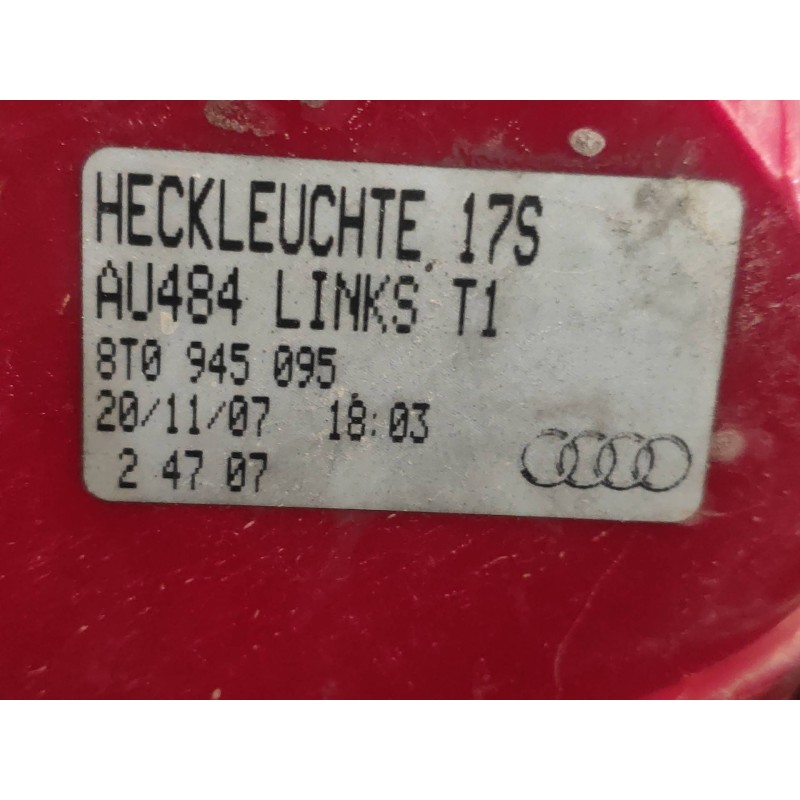 HECKLEUCHTE 17S
AU484 LINKS T1
8T0 945 095
20/11/07 18:03
2 47 07